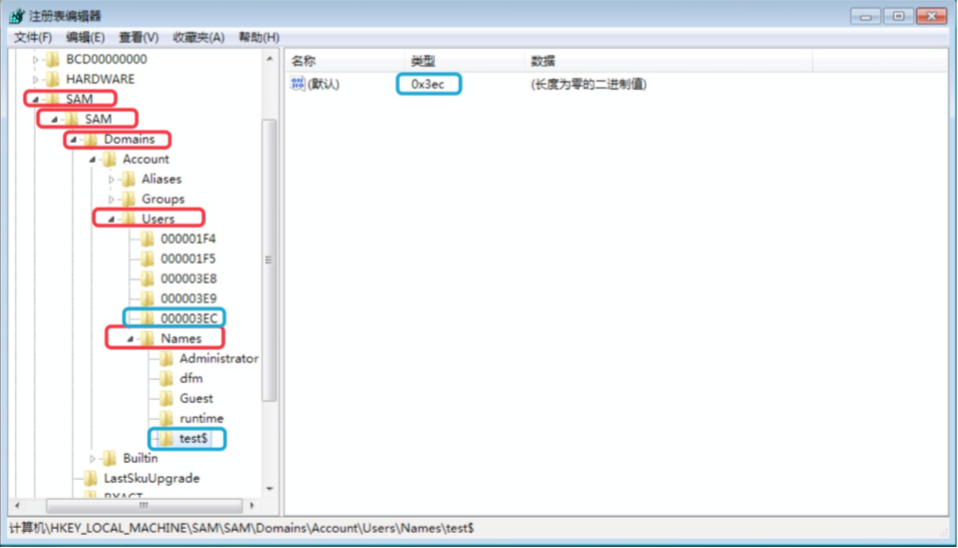 注册表编辑器
文件(F) 编辑(E) 查看(V) 收藏夹(A) 帮助(H)
BCD00000000
HARDWARE
SAM
SAM
Domains
Account
Aliases
Groups
Users
000001F4
000001F5
000003E8
000003E9
000003EC
Names
Administrator
dfm
Guest
runtime
test$
Builtin
LastSkuUpgrade
RXACT
名称 类型 数据
(默认) 0x3ec (长度为零的二进制值)
计算机\HKEY_LOCAL_MACHINE\SAM\SAM\Domains\Account\Users\Names\test$